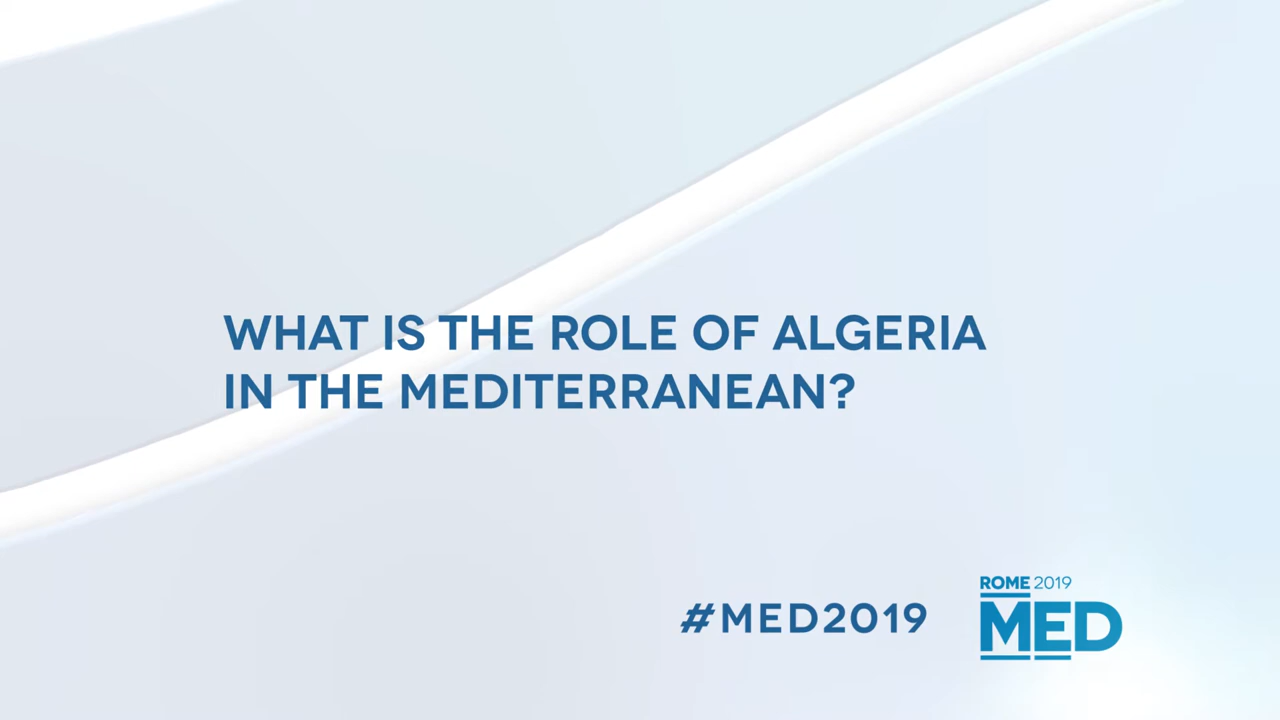 WHAT IS THE ROLE OF ALGERIA
IN THE MEDITERRANEAN?
#MED2019
ROME 2019
MED